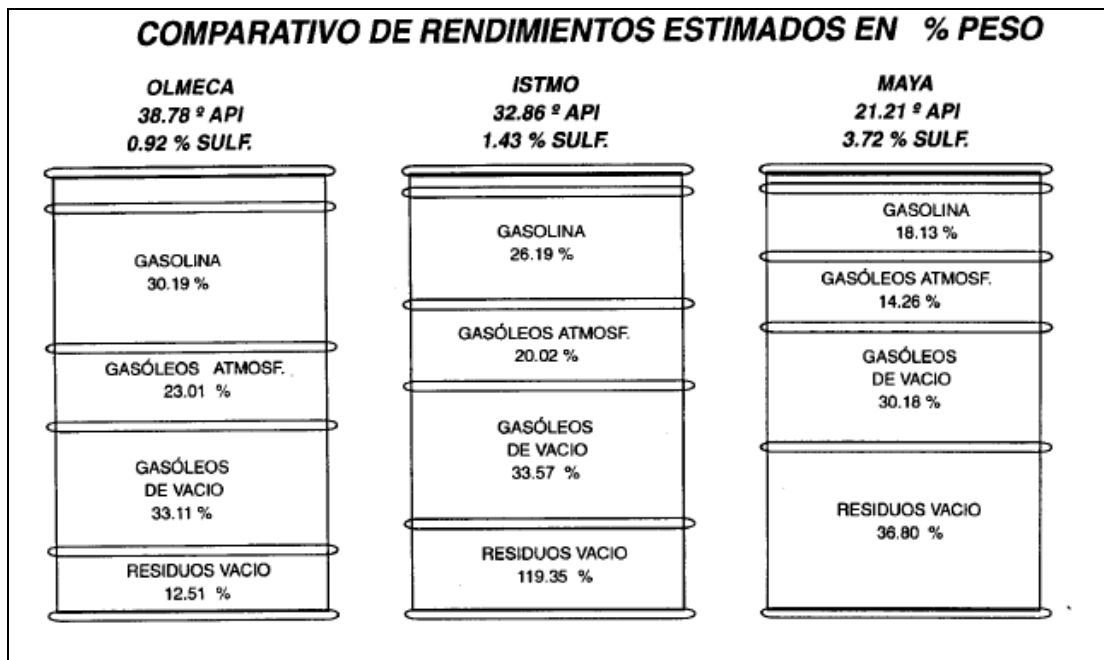 COMPARATIVO DE RENDIMIENTOS ESTIMADOS EN % PESO
OLMECA
38.78 º API
0.92 % SULF.
GASOLINA
30.19 %
GASÓLEOS ATMOSF.
23.01 %
GASÓLEOS
DE VACIO
33.11 %
RESIDUOS VACIO
12.51 %
ISTMO
32.86 º API
1.43 % SULF.
GASOLINA
26.19 %
GASÓLEOS ATMOSF.
20.02 %
GASÓLEOS
DE VACIO
33.57 %
RESIDUOS VACIO
119.35 %
MAYA
21.21 º API
3.72 % SULF.
GASOLINA
18.13 %
GASÓLEOS ATMOSF.
14.26 %
GASÓLEOS
DE VACIO
30.18 %
RESIDUOS VACIO
36.80 %